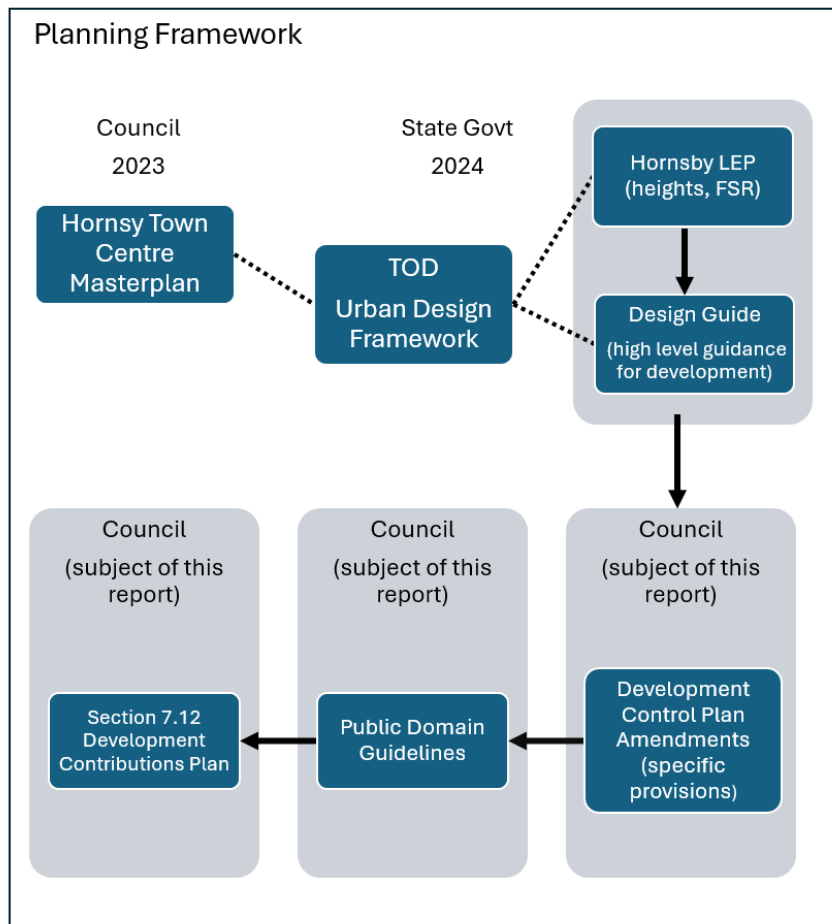 Planning Framework
Council
2023
Hornsy Town
Centre
Masterplan
State Govt
2024
TOD
Urban Design
Framework
Hornsby LEP
(heights, FSR)
Design Guide
(high level guidance
for development)
Council
(subject of this
report)
Section 7.12
Development
Contributions Plan
Council
(subject of this
report)
Public Domain
Guidelines
Council
(subject of this
report)
Development
Control Plan
Amendments
(specific
provisions)